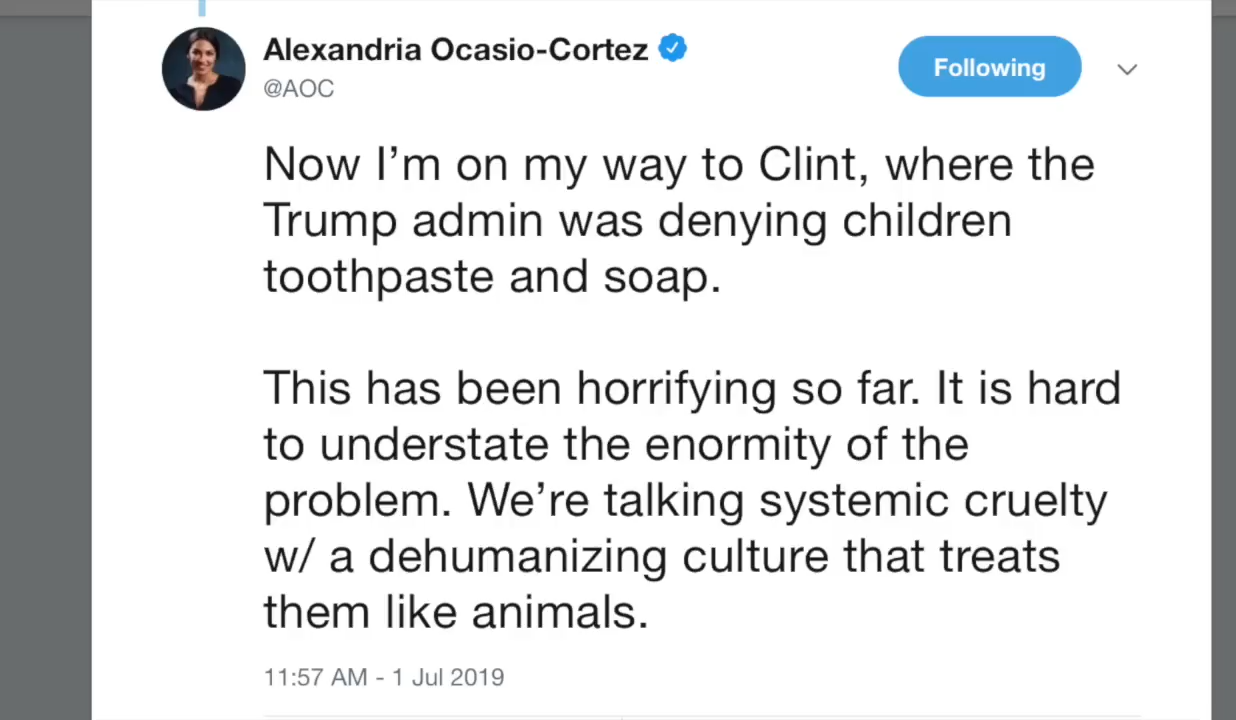 Alexandria Ocasio-Cortez
@AOC
Following
Now I’m on my way to Clint, where the
Trump admin was denying children
toothpaste and soap.
This has been horrifying so far. It is hard
to understate the enormity of the
problem. We’re talking systemic cruelty
w/ a dehumanizing culture that treats
them like animals.
11:57 AM - 1 Jul 2019